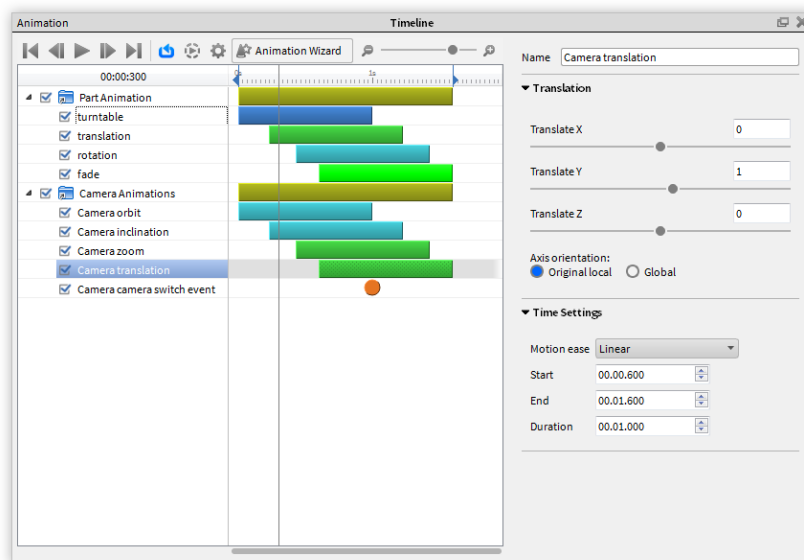 Animation
Timeline
Animation Wizard
00:00:300
0s
1s
Part Animation
turntable
translation
rotation
fade
Camera Animations
Camera orbit
Camera inclination
Camera zoom
Camera translation
Camera camera switch event
Name Camera translation
Translation
Translate X 0
Translate Y 1
Translate Z 0
Axis orientation:
Original local Global
Time Settings
Motion ease Linear
Start 00.00.600
End 00.01.600
Duration 00.01.000